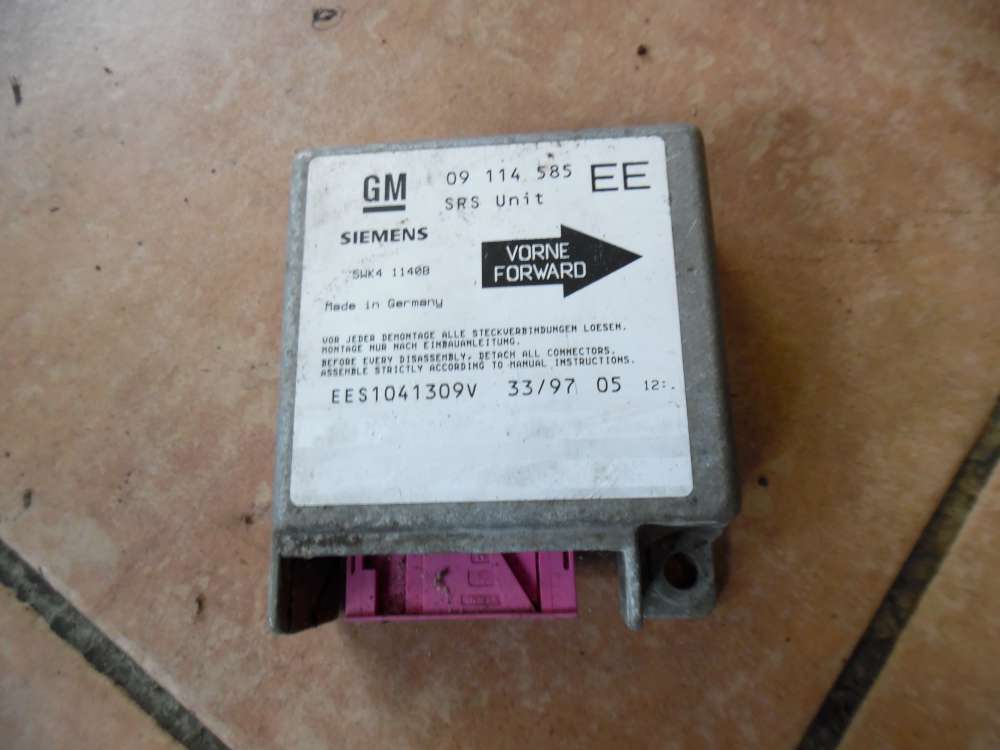 GM 09 114 585 EE
SRS Unit
SIEMENS
5WK4 1140B
VORNE
FORWARD
Made in Germany
VOR JEDER DEMONTAGE ALLE STECKVERBINDUNGEN LOESEN.
MONTAGE NUR NACH EINBAUANLEITUNG.
BEFORE EVERY DISASSEMBLY, DETACH ALL CONNECTORS.
ASSEMBLE STRICTLY ACCORDING TO MANUAL INSTRUCTIONS.
EES1041309V 33/97 05